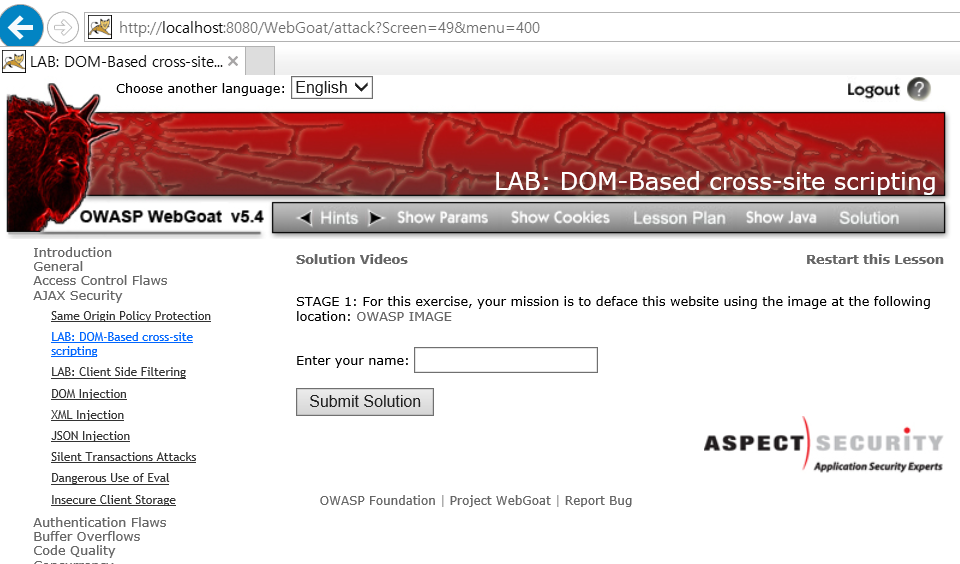 http://localhost:8080/WebGoat/attack?Screen=49&menu=400
LAB: DOM-Based cross-site...
Choose another language: English
Logout ?
LAB: DOM-Based cross-site scripting
OWASP WebGoat v5.4
Hints Show Params Show Cookies Lesson Plan Show Java Solution
Introduction
General
Access Control Flaws
AJAX Security
Same Origin Policy Protection
LAB: DOM-Based cross-site
scripting
LAB: Client Side Filtering
DOM Injection
XML Injection
JSON Injection
Silent Transactions Attacks
Dangerous Use of Eval
Insecure Client Storage
Authentication Flaws
Buffer Overflows
Code Quality
Concurrency
Solution Videos Restart this Lesson
STAGE 1: For this exercise, your mission is to deface this website using the image at the following
location: OWASP IMAGE
Enter your name:
Submit Solution
ASPECT SECURITY
Application Security Experts
OWASP Foundation | Project WebGoat | Report Bug